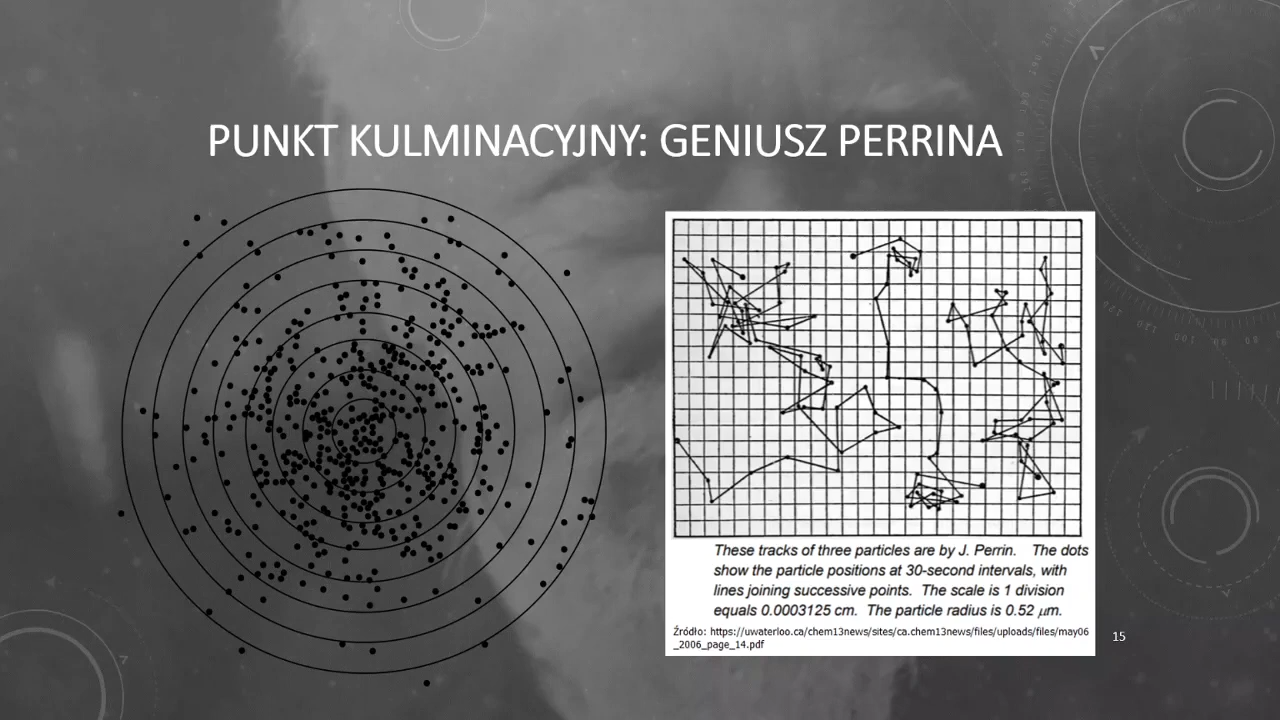 PUNKT KULMINACYJNY: GENIUSZ PERRINA
These tracks of three particles are by J. Perrin. The dots
show the particle positions at 30-second intervals, with
lines joining successive points. The scale is 1 division
equals 0.0003125 cm. The particle radius is 0.52 μm.
Źródło: https://uwaterloo.ca/chem13news/sites/ca.chem13news/files/uploads/files/may06
_2006_page_14.pdf
15